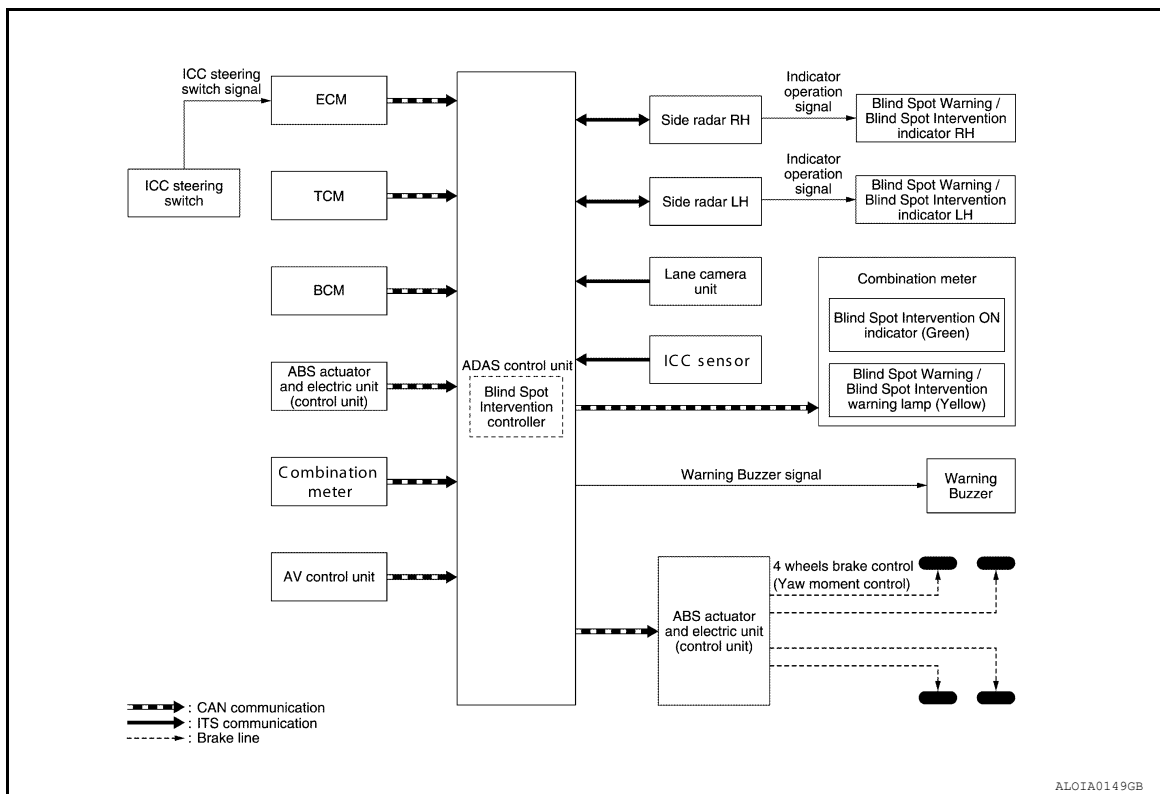 ICC steering
switch signal
ECM
ICC steering
switch
TCM
BCM
ABS actuator
and electric unit
(control unit)
Combination
meter
AV control unit
ADAS control unit
Blind Spot
Intervention
controller
Side radar RH
Indicator
operation
signal
Blind Spot Warning /
Blind Spot Intervention
indicator RH
Side radar LH
Indicator
operation
signal
Blind Spot Warning /
Blind Spot Intervention
indicator LH
Lane camera
unit
ICC sensor
Combination meter
Blind Spot Intervention ON
indicator (Green)
Blind Spot Warning /
Blind Spot Intervention
warning lamp (Yellow)
Warning Buzzer signal
Warning
Buzzer
ABS actuator
and electric unit
(control unit)
4 wheels brake control
(Yaw moment control)
: CAN communication
: ITS communication
: Brake line
ALOIA0149GB